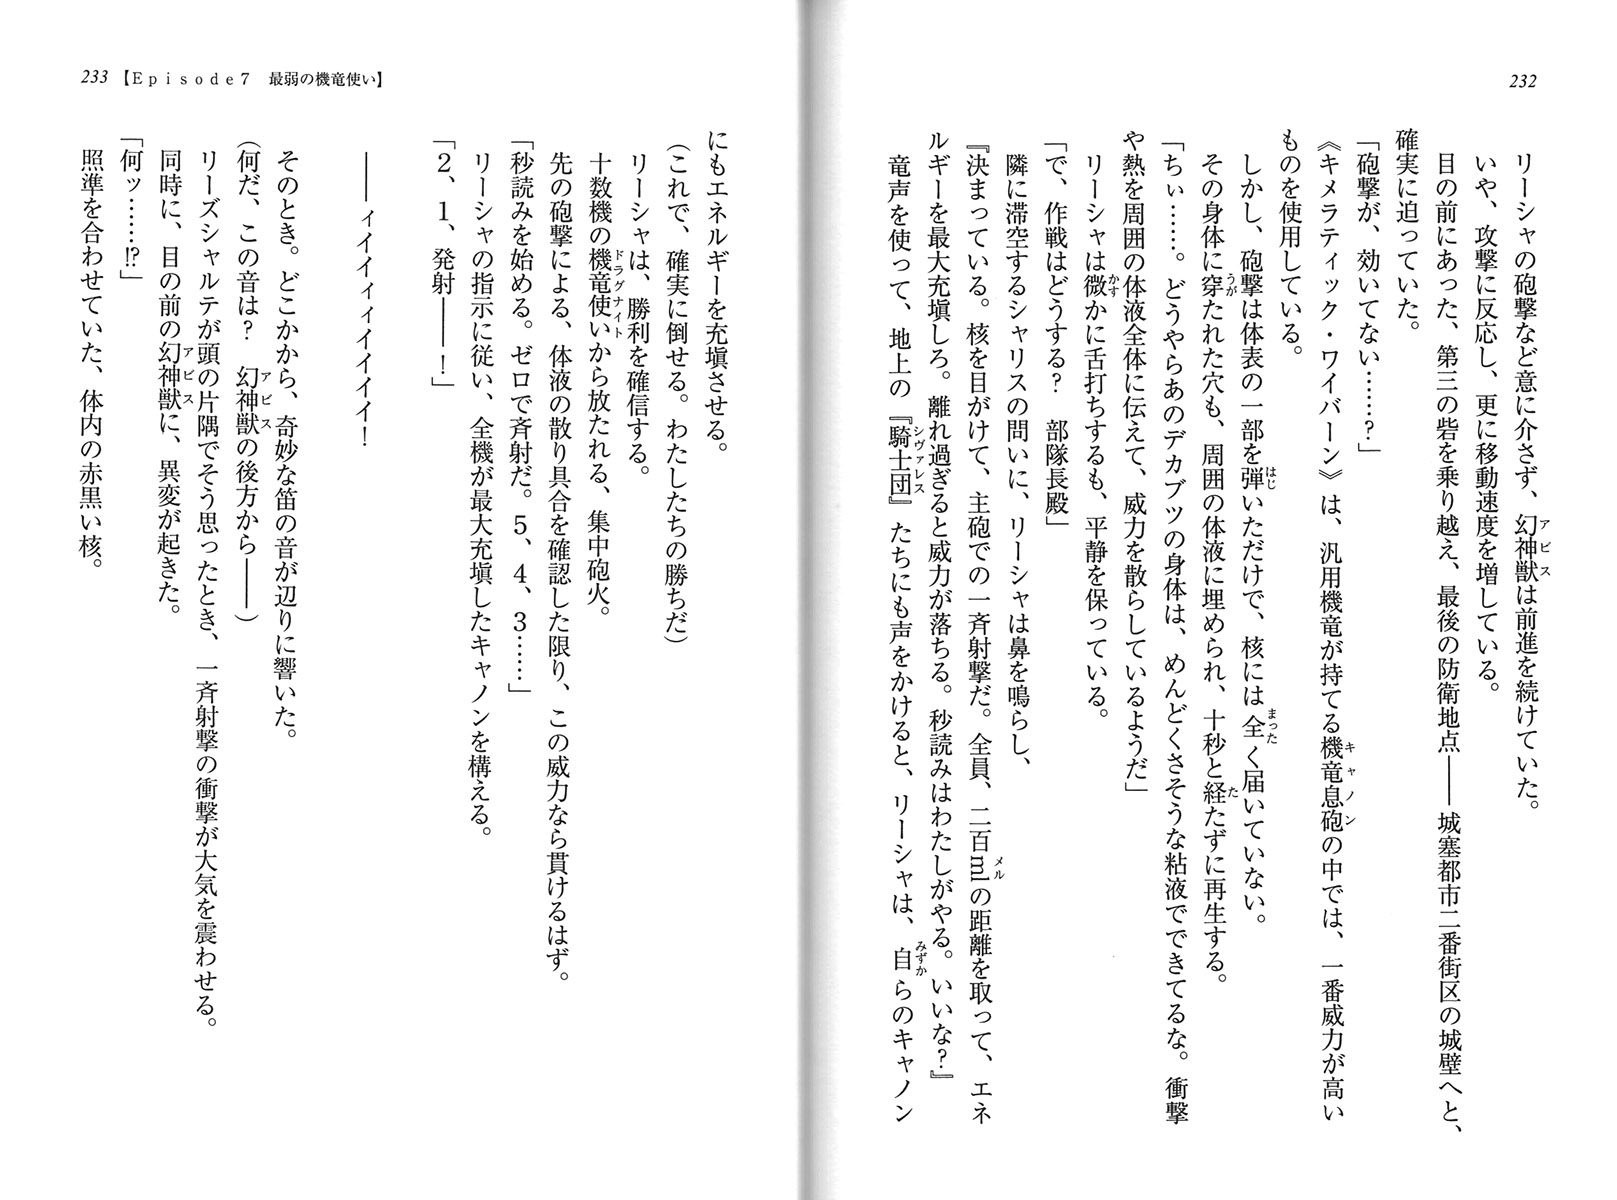 232
リーシャの砲撃など意に介さず、幻神獣は前進を続けていた。
いや、攻撃に反応し、更に移動速度を増している。
目の前にあった、第三の砦を乗り越え、最後の防衛地点――城塞都市二番街区の城壁へと、
確実に迫っていた。
「砲撃が、効いてない……？」
《キメラティック・ワイバーン》は、汎用機竜が持てる機竜息砲の中では、一番威力が高い
ものを使用している。
しかし、砲撃は体表の一部を弾いただけで、核には全く届いていない。
その身体に穿たれた穴も、周囲の体液に埋められ、十秒と経たずに再生する。
「ちぃ……。どうやらあのデカブツの身体は、めんどくさそうな粘液でできてるな。衝撃
や熱を周囲の体液全体に伝えて、威力を散らしているようだ」
リーシャは微かに舌打ちするも、平静を保っている。
「で、作戦はどうする？　部隊長殿」
隣に滞空するシャリスの問いに、リーシャは鼻を鳴らし、
『決まっている。核を目がけて、主砲での一斉射撃だ。全員、二百mlの距離を取って、エネ
ルギーを最大充填しろ。離れ過ぎると威力が落ちる。秒読みはわたしがやる。いいな？』
竜声を使って、地上の『騎士団』たちにも声をかけると、リーシャは、自らのキャノン
233【Episode7　最弱の機竜使い】
にもエネルギーを充填させる。
（これで、確実に倒せる。わたしたちの勝ちだ）
リーシャは、勝利を確信する。
十数機の機竜使いから放たれる、集中砲火。
先の砲撃による、体液の散り具合を確認した限り、この威力なら貫けるはず。
「秒読みを始める。ゼロで斉射だ。５、４、３……」
リーシャの指示に従い、全機が最大充填したキャノンを構える。
「２、１、発射――！」
――ィイイィィイイイイ！
そのとき。どこかから、奇妙な笛の音が辺りに響いた。
（何だ、この音は？　幻神獣の後方から――）
リーズシャルテが頭の片隅でそう思ったとき、一斉射撃の衝撃が大気を震わせる。
同時に、目の前の幻神獣に、異変が起きた。
「何ッ……!?」
照準を合わせていた、体内の赤黒い核。